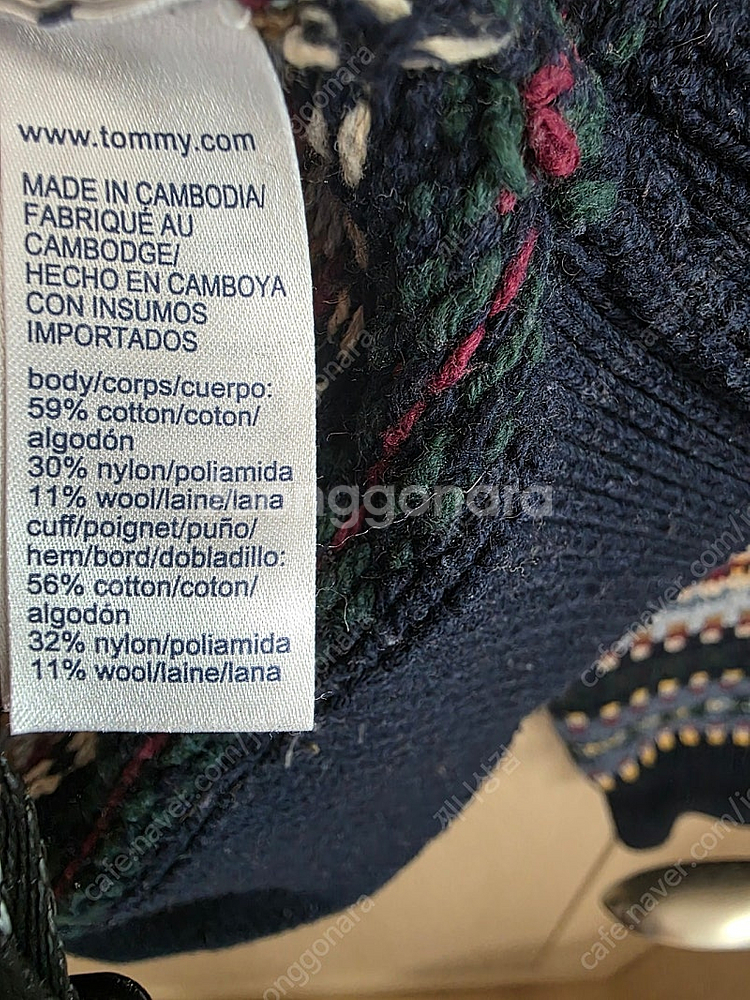 www.tommy.com
MADE IN CAMBODIA/
FABRIQUÉ AU
CAMBODGE/
HECHO EN CAMBOYA
CON INSUMOS
IMPORTADOS
body/corps/cuerpo:
59% cotton/coton/
algodón
30% nylon/poliamida
11% wool/laine/lana
cuff/poignet/puño/
hem/bord/dobladillo:
56% cotton/coton/
algodón
32% nylon/poliamida
11% wool/laine/lana